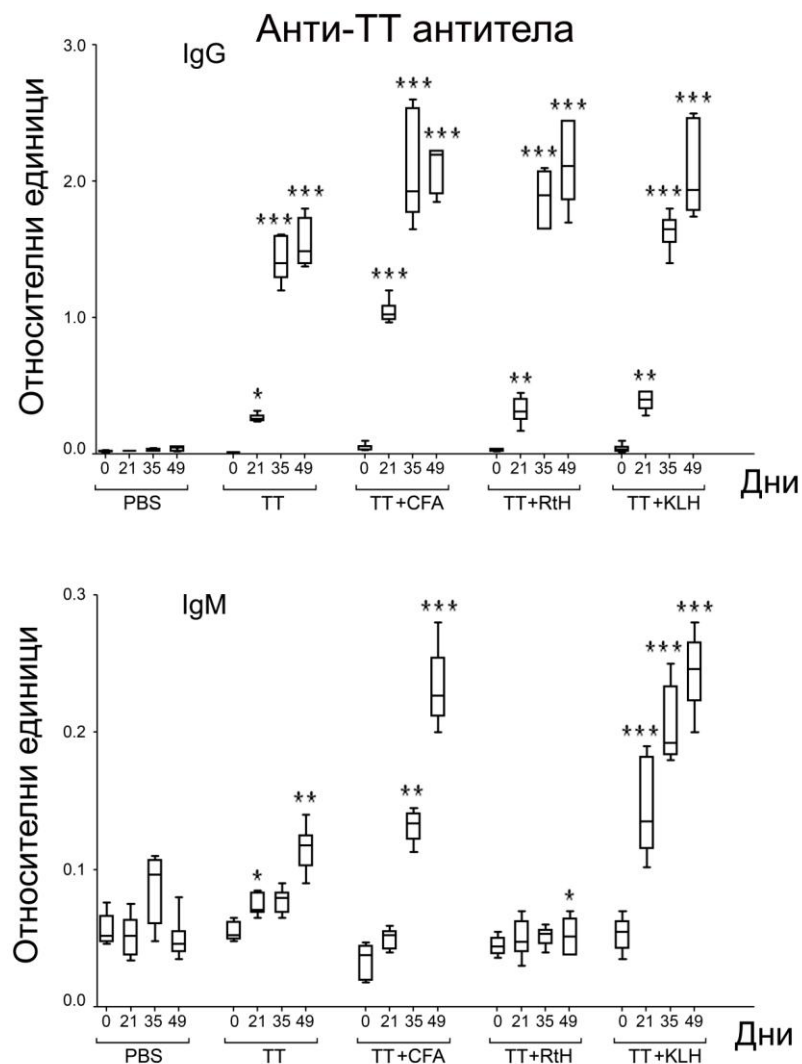 Анти-ТТ антитела
IgG
Относителни единици
3.0
2.0
1.0
0.0
* *** ***
*** *** ***
** *** ***
** *** ***
0 21 35 49 0 21 35 49 0 21 35 49 0 21 35 49 0 21 35 49
Дни
PBS TT TT+CFA TT+RtH TT+KLH
IgM
Относителни единици
0.3
0.2
0.1
0.0
* **
** ***
*
*** *** ***
0 21 35 49 0 21 35 49 0 21 35 49 0 21 35 49 0 21 35 49
Дни
PBS TT TT+CFA TT+RtH TT+KLH